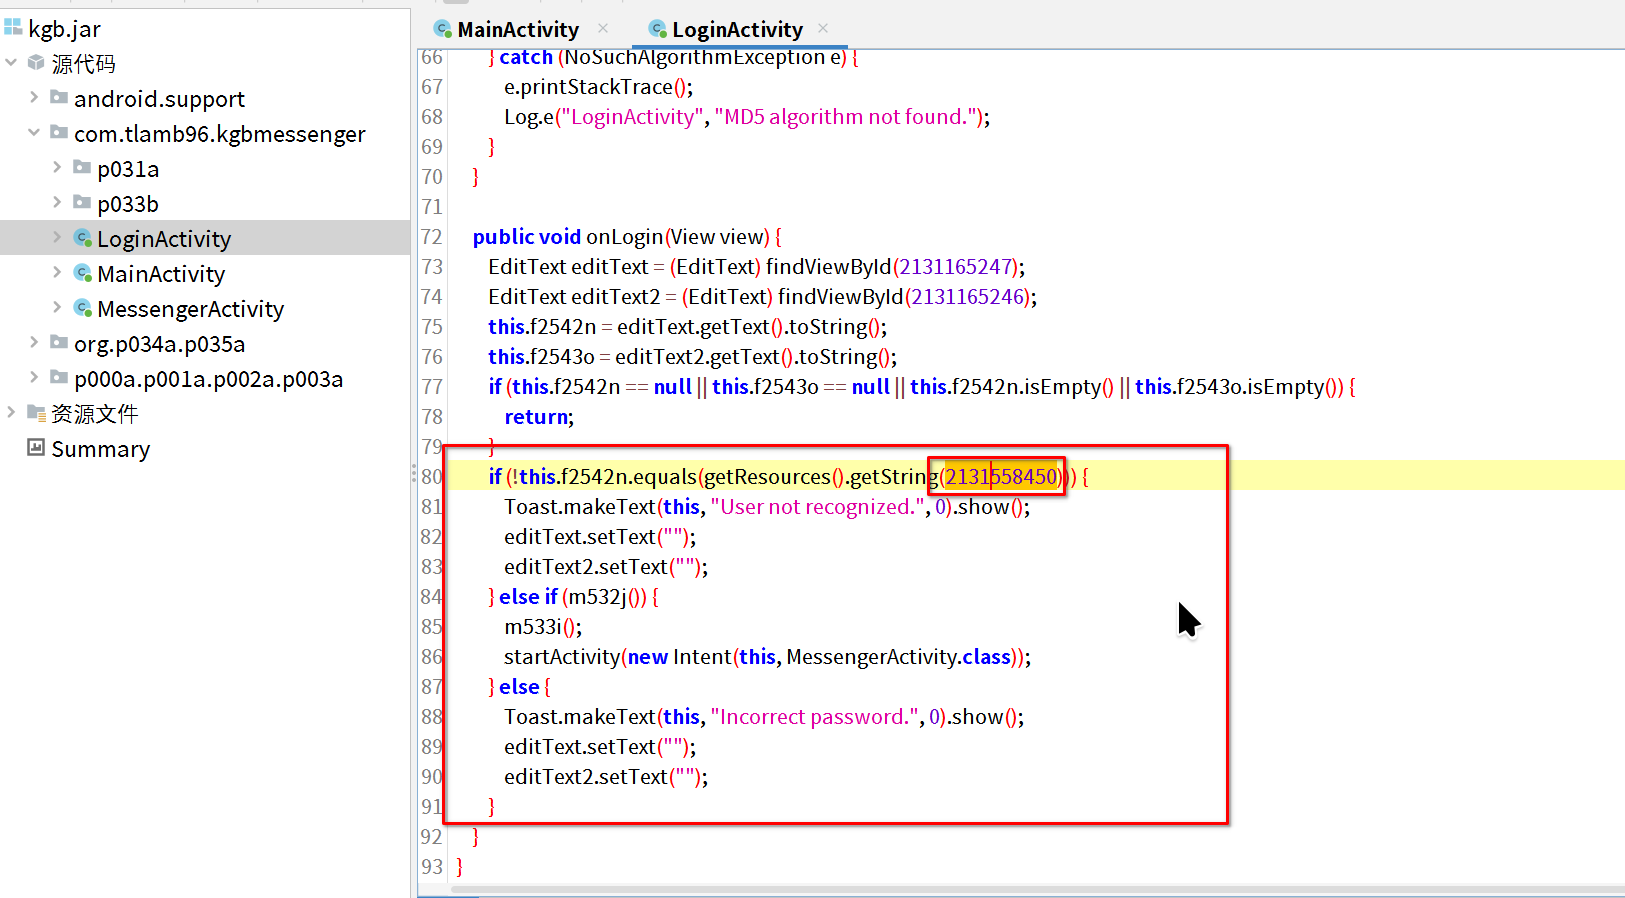 kgb.jar
源代码
android.support
com.tlamb96.kgbmessenger
p031a
p033b
LoginActivity
MainActivity
MessengerActivity
org.p034a.p035a
p000a.p001a.p002a.p003a
资源文件
Summary
MainActivity × LoginActivity ×
66 } catch (NoSuchAlgorithmException e) {
67 e.printStackTrace();
68 Log.e("LoginActivity", "MD5 algorithm not found.");
69 }
70 }
71
72 public void onLogin(View view) {
73 EditText editText = (EditText) findViewById(2131165247);
74 EditText editText2 = (EditText) findViewById(2131165246);
75 this.f2542n = editText.getText().toString();
76 this.f2543o = editText2.getText().toString();
77 if (this.f2542n == null || this.f2543o == null || this.f2542n.isEmpty() || this.f2543o.isEmpty()) {
78 return;
79 }
80 if (!this.f2542n.equals(getResources().getString(2131558450))) {
81 Toast.makeText(this, "User not recognized.", 0).show();
82 editText.setText("");
83 editText2.setText("");
84 } else if (m532j()) {
85 m533i();
86 startActivity(new Intent(this, MessengerActivity.class));
87 } else {
88 Toast.makeText(this, "Incorrect password.", 0).show();
89 editText.setText("");
90 editText2.setText("");
91 }
92 }
93 }